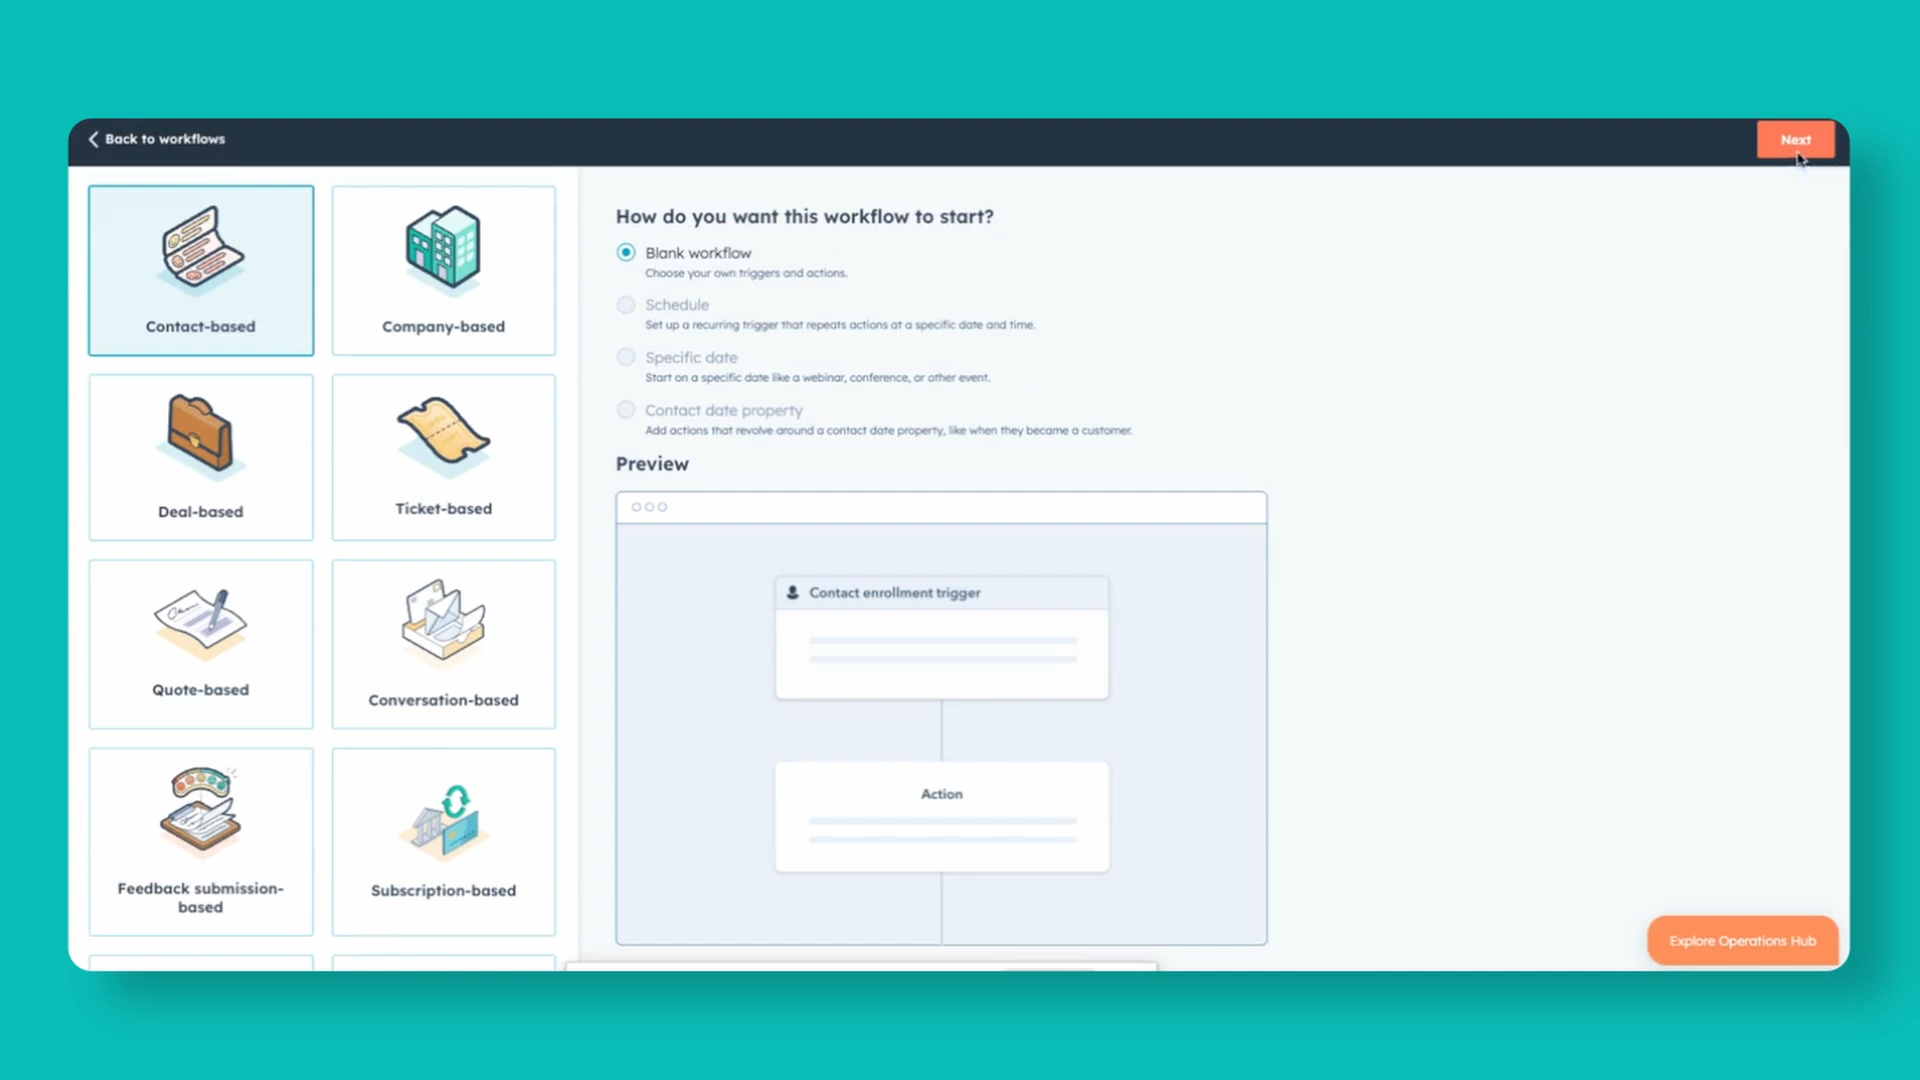 Back to workflows
Next
Contact-based
Company-based
Deal-based
Ticket-based
Quote-based
Conversation-based
Feedback submission-
based
Subscription-based
How do you want this workflow to start?
Blank workflow
Choose your own triggers and actions.
Schedule
Set up a recurring trigger that repeats actions at a specific date and time.
Specific date
Start on a specific date like a webinar, conference, or other event.
Contact date property
Add actions that revolve around a contact date property, like when they became a customer.
Preview
Contact enrollment trigger
Action
Explore Operations Hub